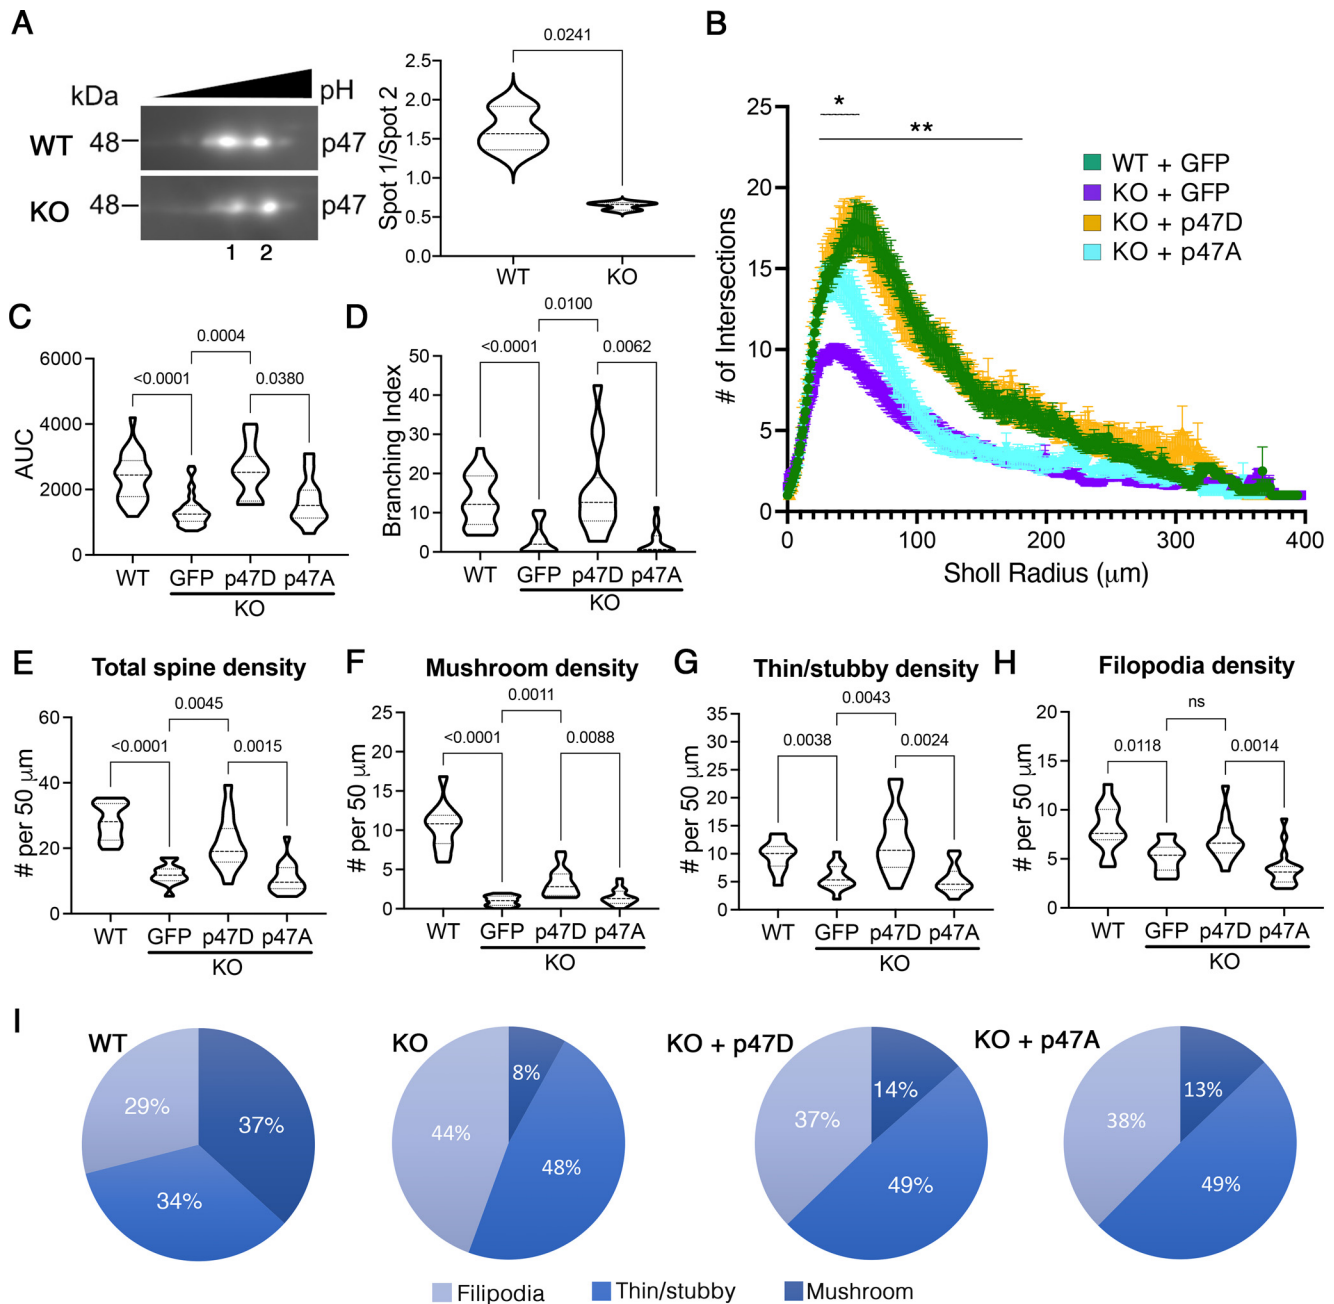 A
kDa
pH
WT
48
p47
KO
48
p47
1 2
0.0241
Spot 1/Spot 2
2.5
2.0
1.5
1.0
0.5
0.0
WT KO
B
# of Intersections
25
20
15
10
5
0
*
**
WT + GFP
KO + GFP
KO + p47D
KO + p47A
0 100 200 300 400
Sholl Radius (μm)
C
AUC
6000
4000
2000
0
0.0004
<0.0001
0.0380
WT GFP p47D p47A
KO
D
Branching Index
50
40
30
20
10
0
0.0100
<0.0001
0.0062
WT GFP p47D p47A
KO
E
Total spine density
# per 50 μm
60
40
20
0
0.0045
<0.0001
0.0015
WT GFP p47D p47A
KO
F
Mushroom density
# per 50 μm
25
20
15
10
5
0
0.0011
<0.0001
0.0088
WT GFP p47D p47A
KO
G
Thin/stubby density
# per 50 μm
35
30
25
20
15
10
5
0
0.0043
0.0038
0.0024
WT GFP p47D p47A
KO
H
Filopodia density
# per 50 μm
20
15
10
5
0
ns
0.0118
0.0014
WT GFP p47D p47A
KO
I
WT
29%
37%
34%
KO
8%
44%
48%
KO + p47D
14%
37%
49%
KO + p47A
13%
38%
49%
Filipodia
Thin/stubby
Mushroom